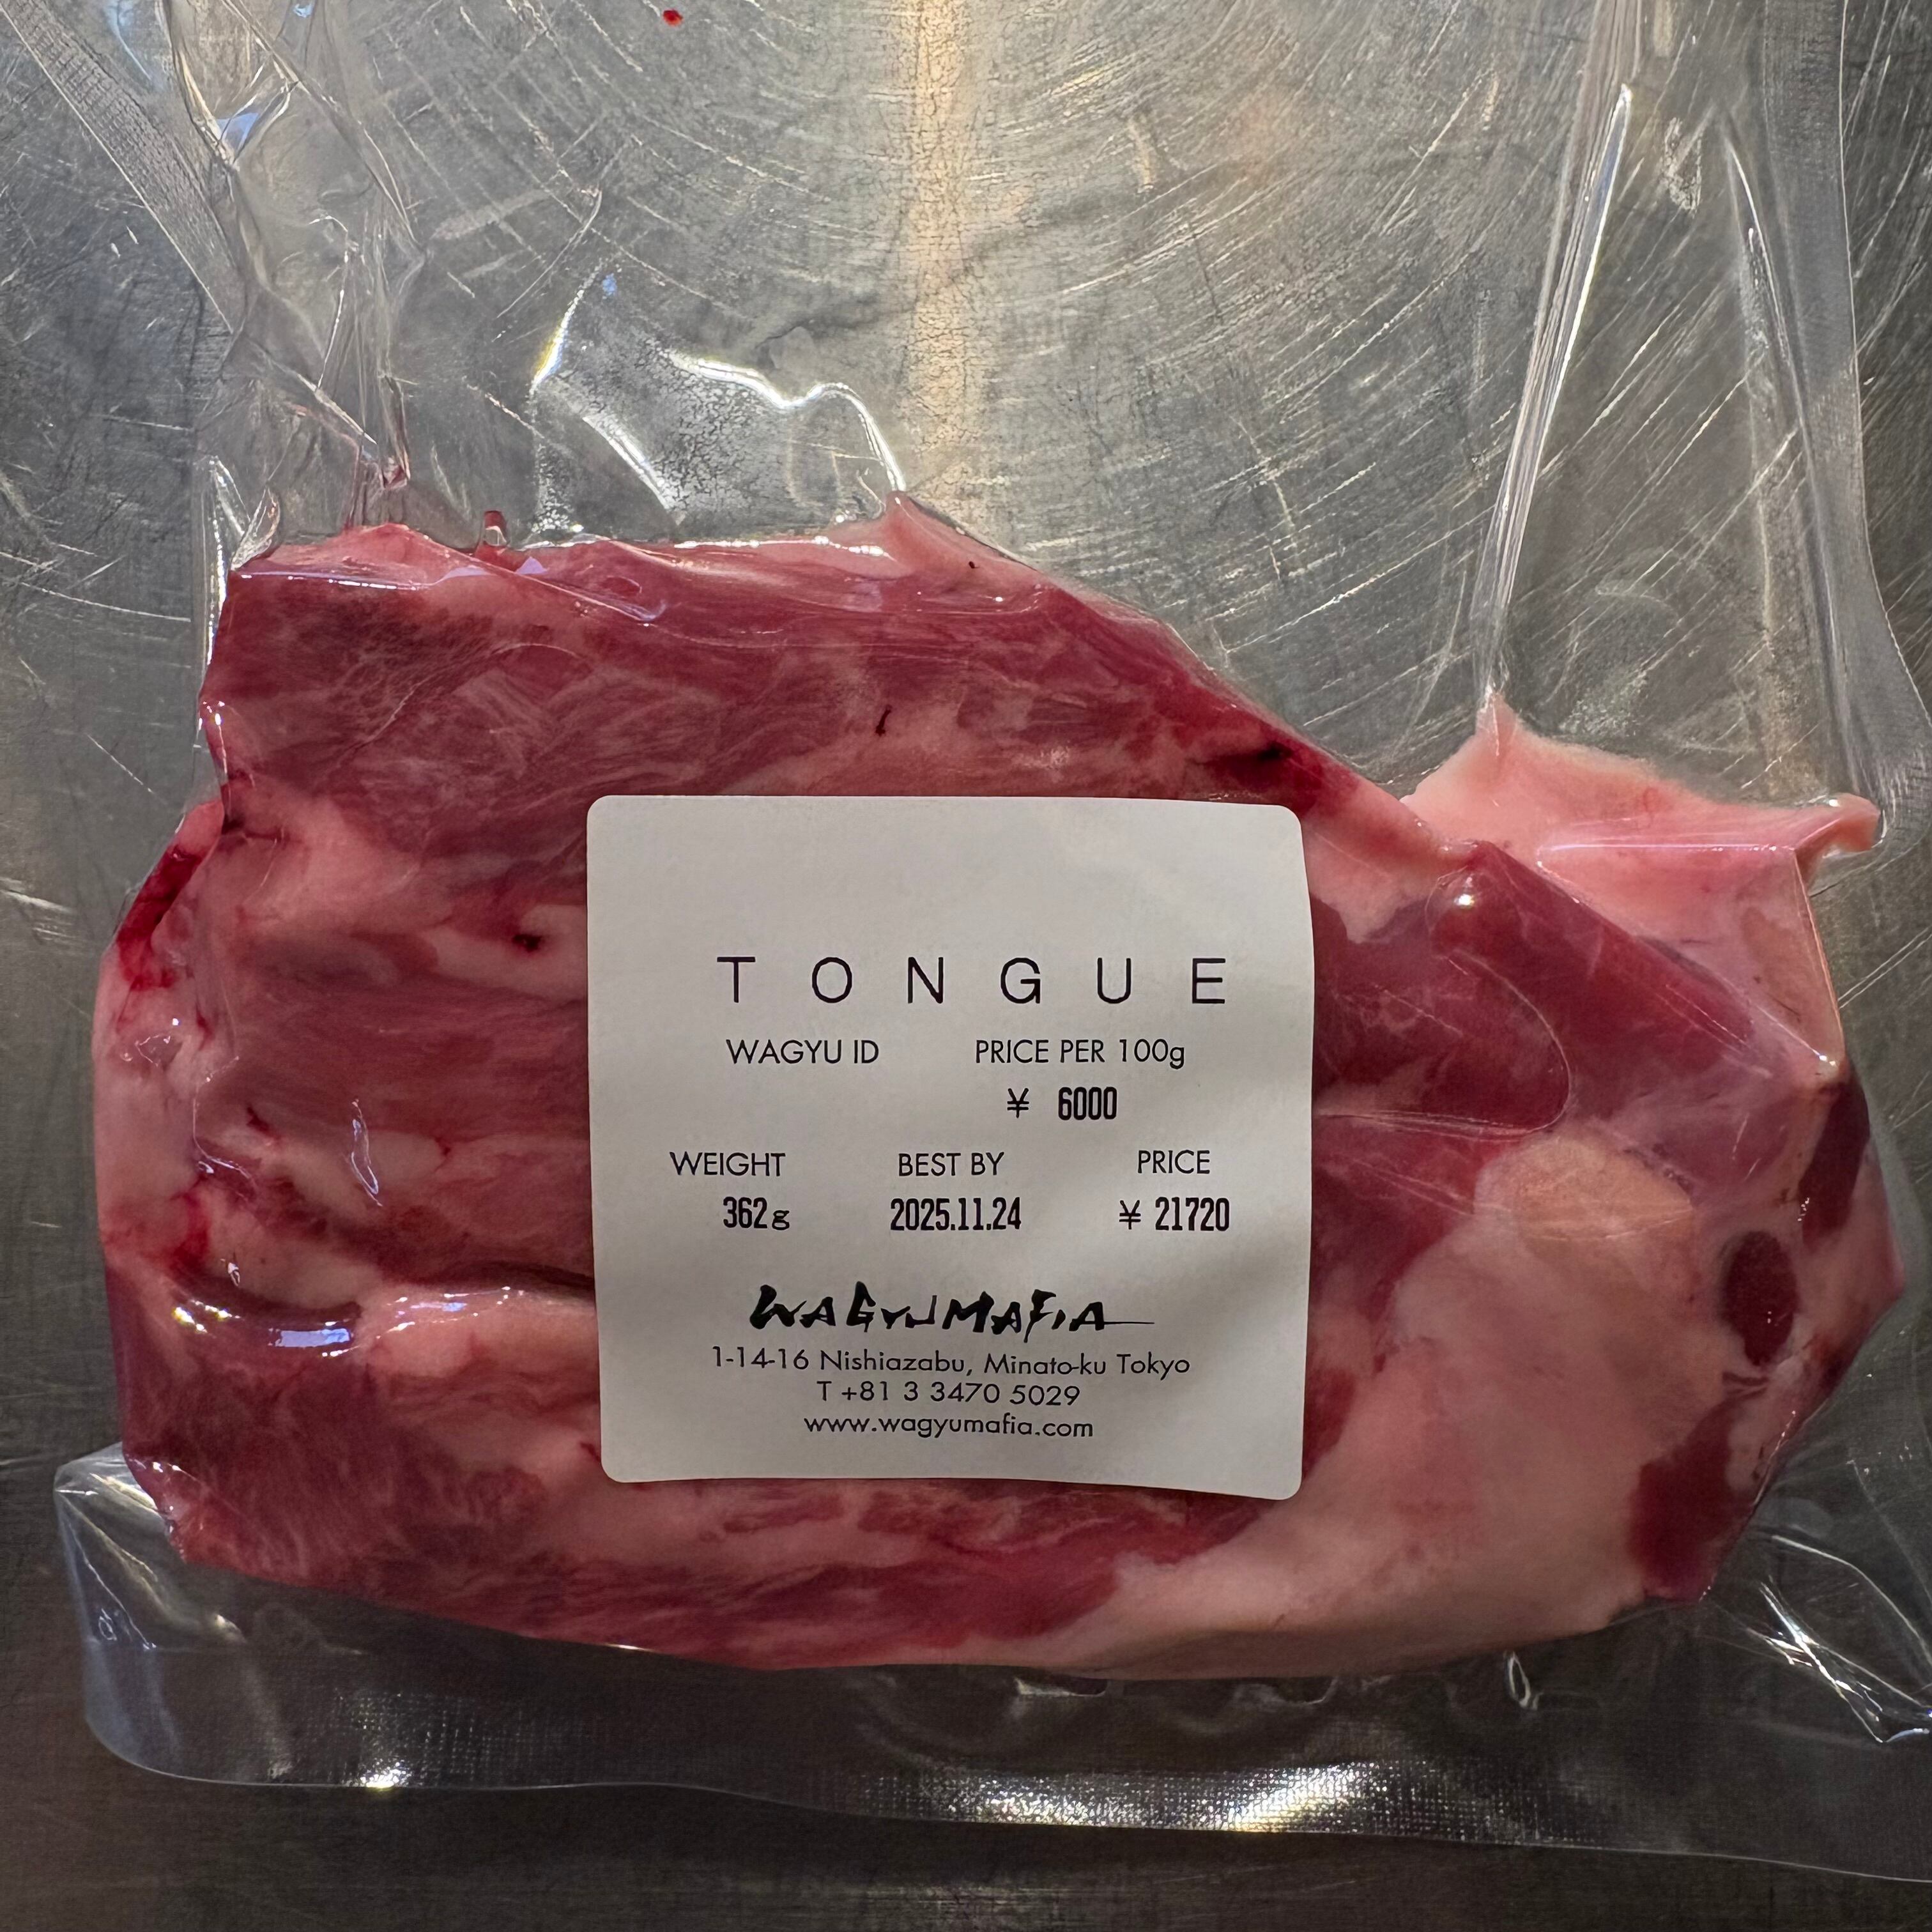 TONGUE
WAGYU ID PRICE PER 100g
¥ 6000
WEIGHT BEST BY PRICE
362g 2025.11.24 ¥ 21720
WAGYUMAFIA
1-14-16 Nishiazabu, Minato-ku Tokyo
T +81 3 3470 5029
www.wagyumafia.com